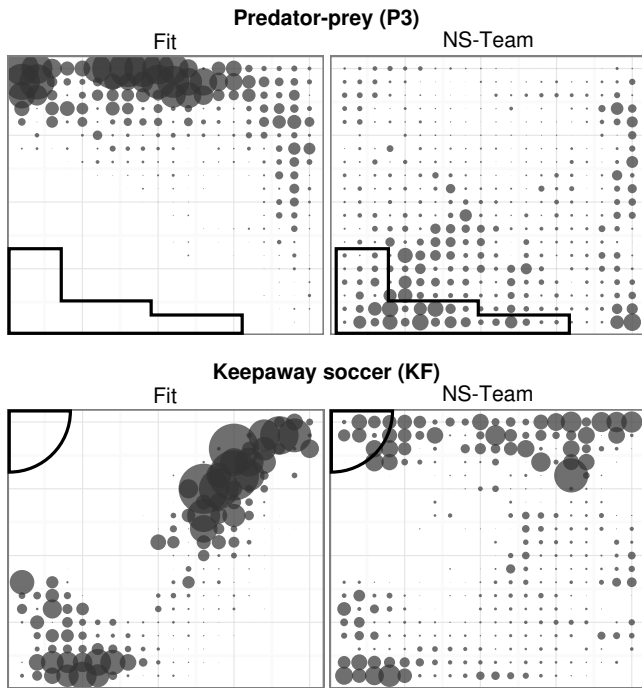 Predator-prey (P3)
Fit NS-Team
Keepaway soccer (KF)
Fit NS-Team